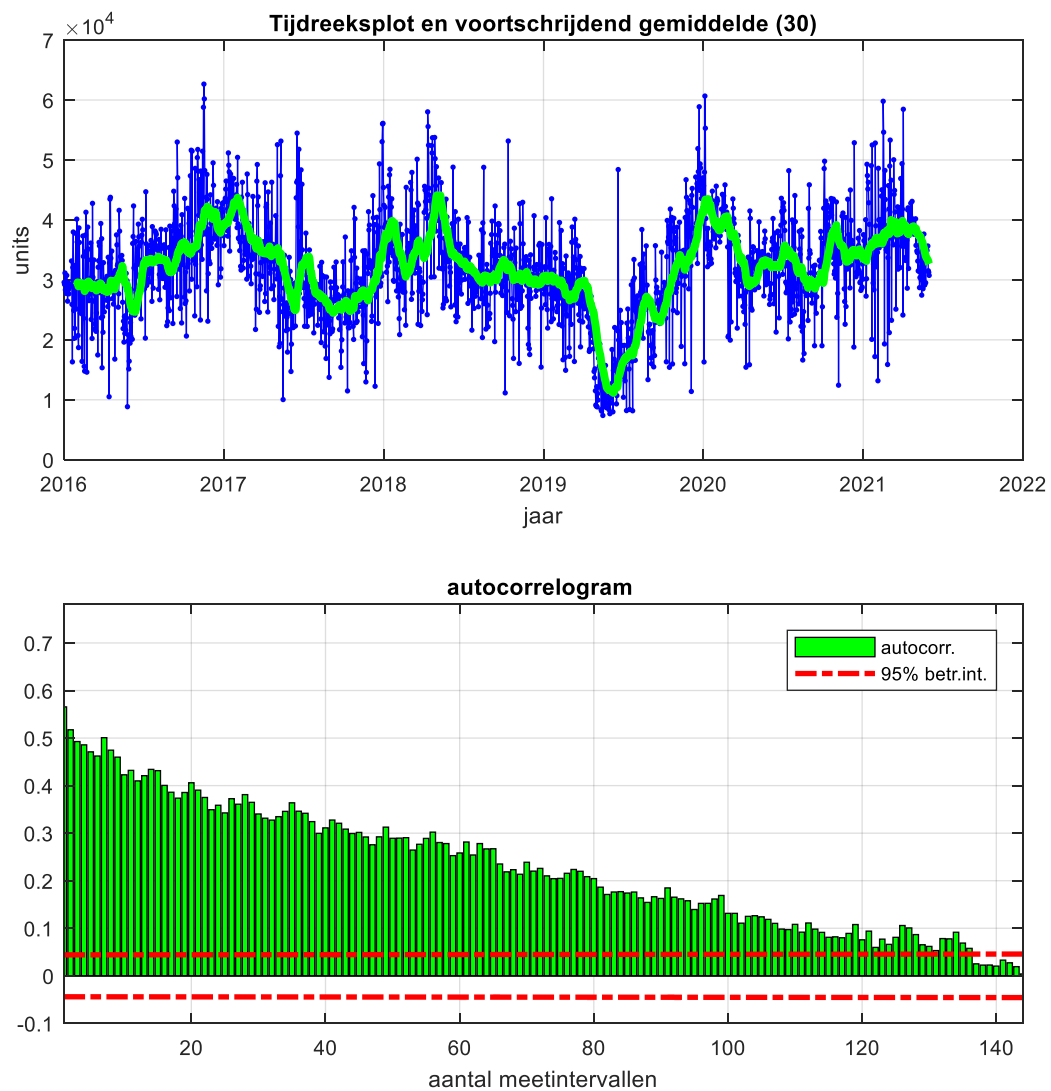 Tijdreeksplot en voortschrijdend gemiddelde (30)
×10^4
7
6
5
4
3
2
1
0
units
2016 2017 2018 2019 2020 2021 2022
jaar
autocorrelogram
0.7
0.6
0.5
0.4
0.3
0.2
0.1
0
-0.1
autocorr.
95% betr.int.
20 40 60 80 100 120 140
aantal meetintervallen